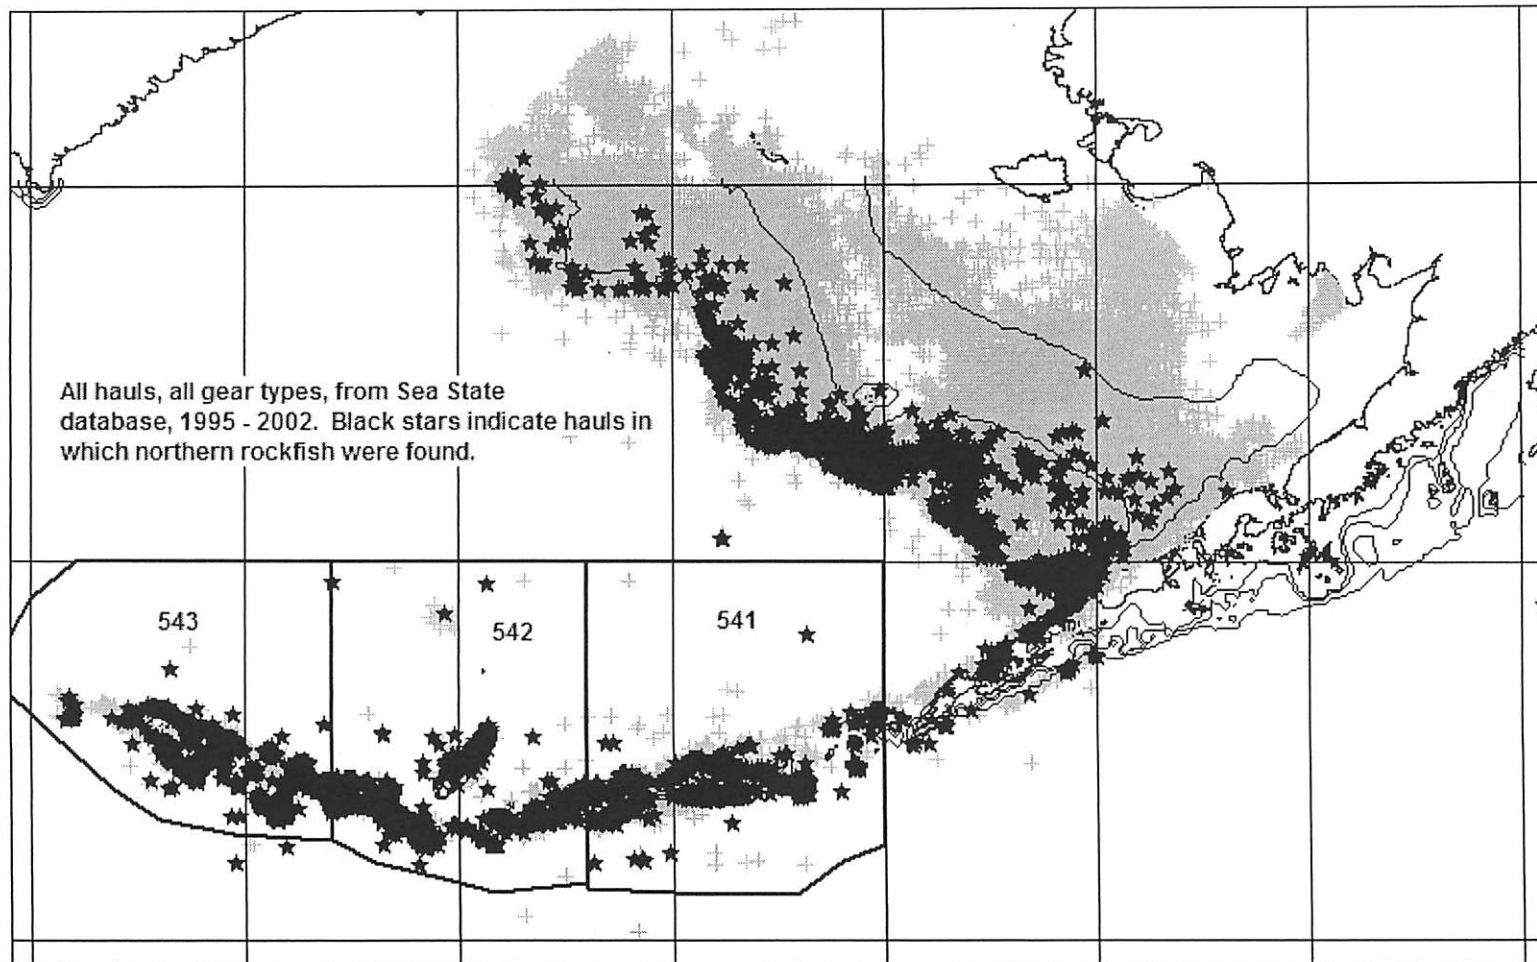 All hauls, all gear types, from Sea State
database, 1995 - 2002.  Black stars indicate hauls in
which northern rockfish were found.
543
542
541